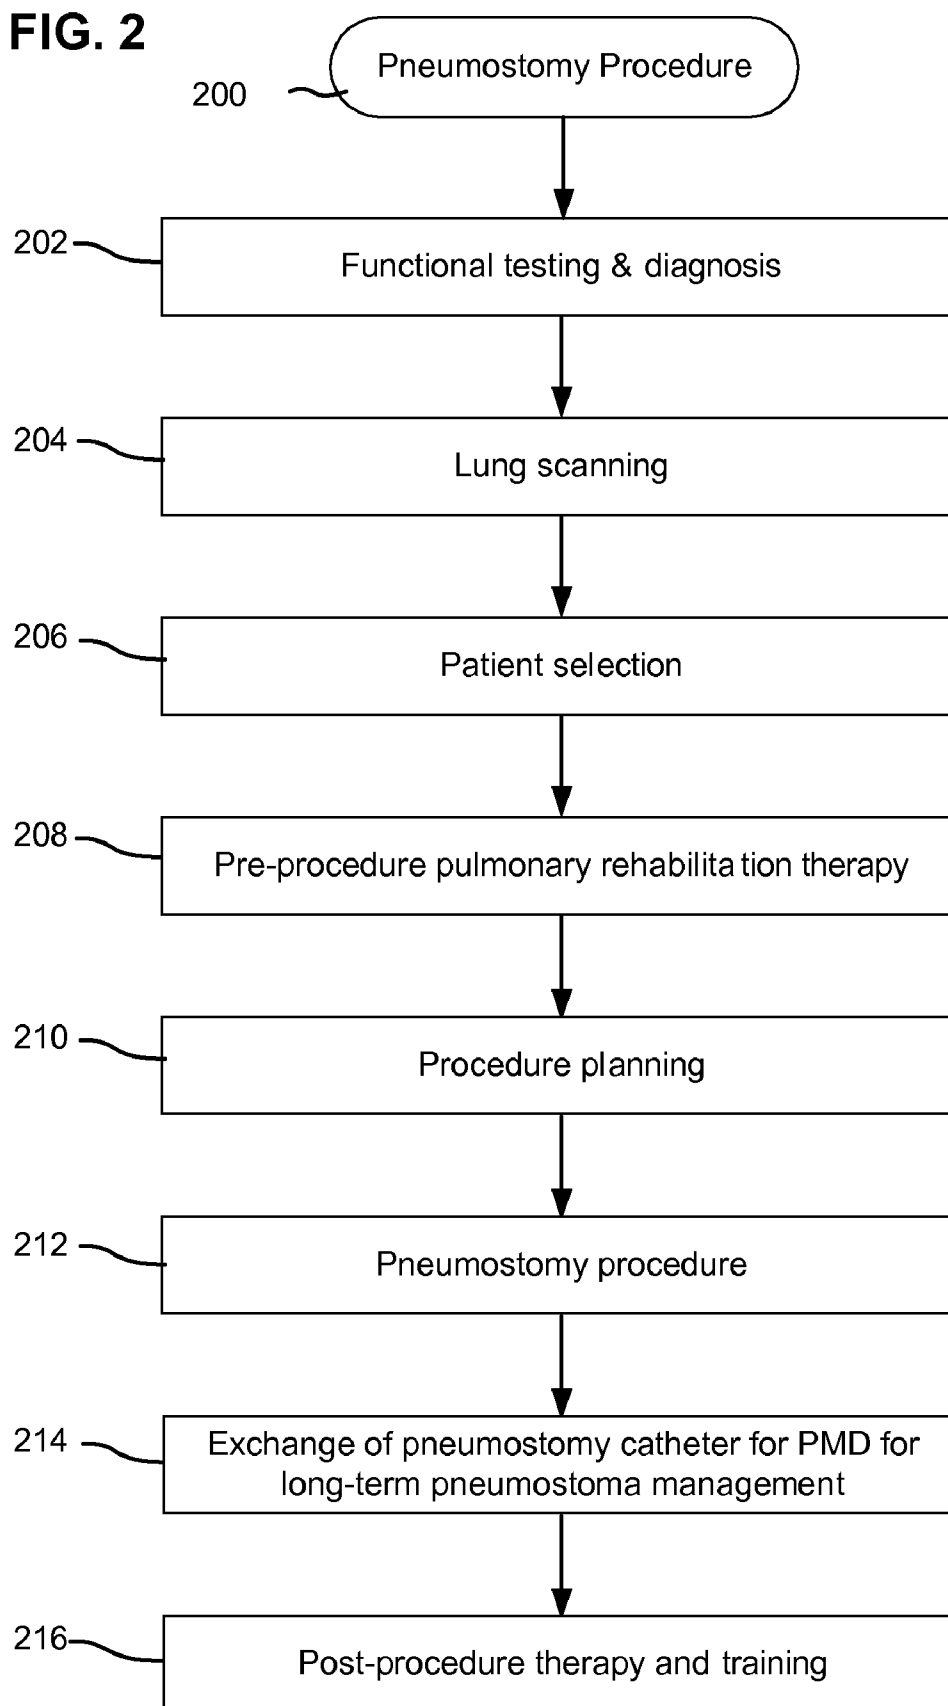 FIG. 2
Pneumostomy Procedure
200
202
Functional testing & diagnosis
204
Lung scanning
206
Patient selection
208
Pre-procedure pulmonary rehabilitation therapy
210
Procedure planning
212
Pneumostomy procedure
214
Exchange of pneumostomy catheter for PMD for
long-term pneumostoma management
216
Post-procedure therapy and training